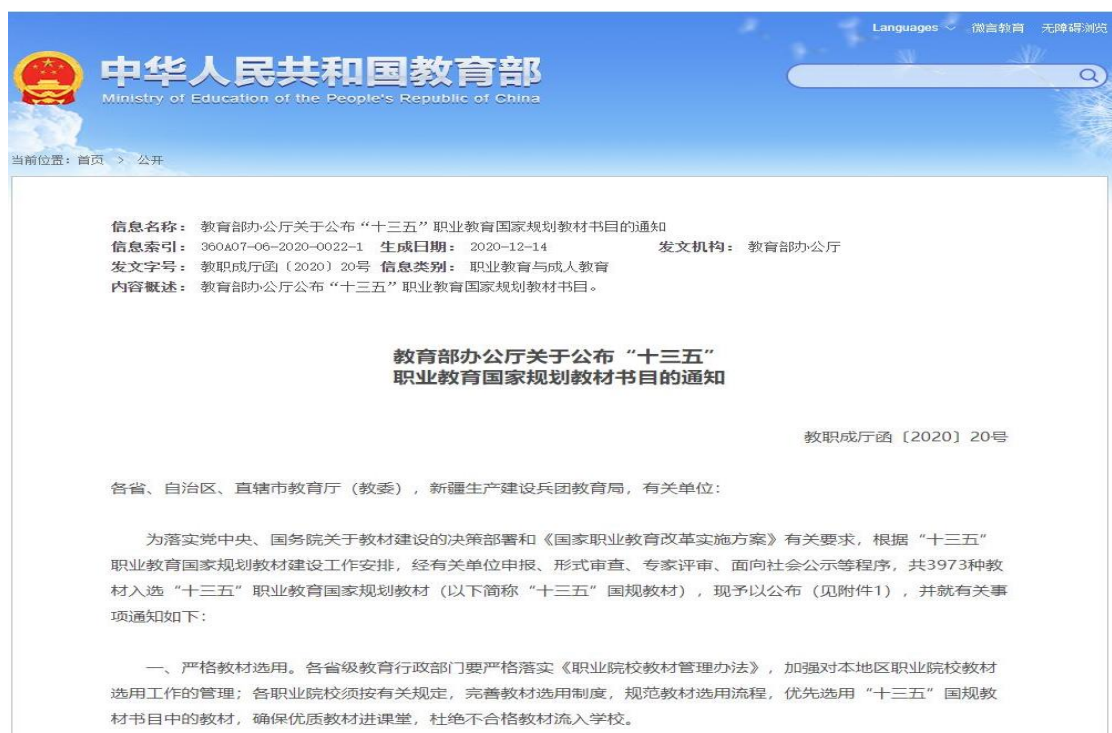 Languages 微言教育 无障碍浏览
中华人民共和国教育部
Ministry of Education of the People's Republic of China
当前位置：首页 > 公开
信息名称： 教育部办公厅关于公布“十三五”职业教育国家规划教材书目的通知
信息索引： 360A07-06-2020-0022-1 生成日期： 2020-12-14 发文机构： 教育部办公厅
发文字号： 教职成厅函〔2020〕20号 信息类别： 职业教育与成人教育
内容概述： 教育部办公厅公布“十三五”职业教育国家规划教材书目。
教育部办公厅关于公布“十三五”
职业教育国家规划教材书目的通知
教职成厅函〔2020〕20号
各省、自治区、直辖市教育厅（教委），新疆生产建设兵团教育局，有关单位：
为落实党中央、国务院关于教材建设的决策部署和《国家职业教育改革实施方案》有关要求，根据“十三五”
职业教育国家规划教材建设工作安排，经有关单位申报、形式审查、专家评审、面向社会公示等程序，共3973种教
材入选“十三五”职业教育国家规划教材（以下简称“十三五”国规教材），现予以公布（见附件1），并就有关事
项通知如下：
一、严格教材选用。各省级教育行政部门要严格落实《职业院校教材管理办法》，加强对本地区职业院校教材
选用工作的管理；各职业院校须按有关规定，完善教材选用制度，规范教材选用流程，优先选用“十三五”国规教
材书目中的教材，确保优质教材进课堂，杜绝不合格教材流入学校。